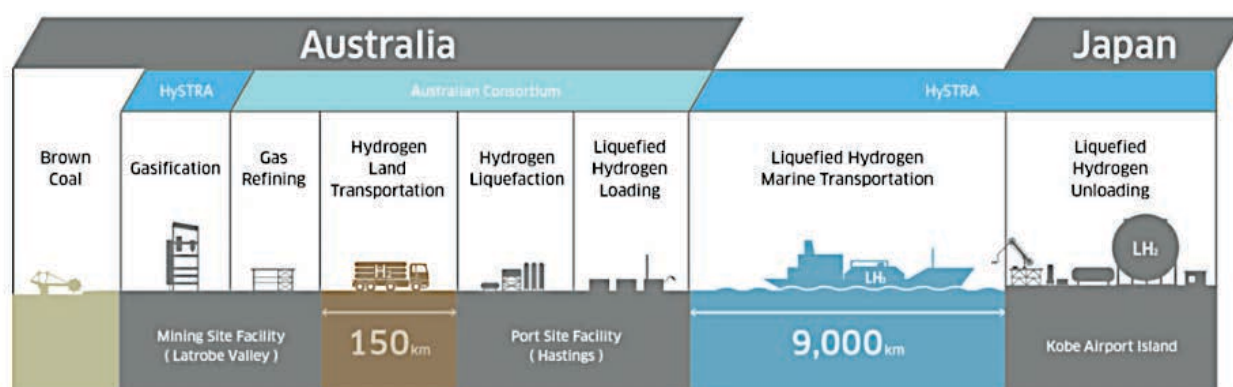 Australia
Japan
HySTRA
Australian Consortium
HySTRA
Brown
Coal
Gasification
Gas
Refining
Hydrogen
Land
Transportation
Hydrogen
Liquefaction
Liquefied
Hydrogen
Loading
Liquefied Hydrogen
Marine Transportation
Liquefied
Hydrogen
Unloading
H₂
LH₂
LH₂
Mining Site Facility
( Latrobe Valley )
150km
Port Site Facility
( Hastings )
9,000km
Kobe Airport Island